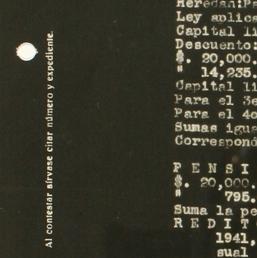 Al contestar sírvase citar número y expediente.
Heredan:Pa
Ley aplica
Capital li
Descuento:
$. 20,000.
" 14,235.
Capital li
Para el 3e
Para el 4o
Sumas igua
Correspond
P E N S I
$. 20,000.
" 795.
Suma la pe
R E D I T
1941,
sual